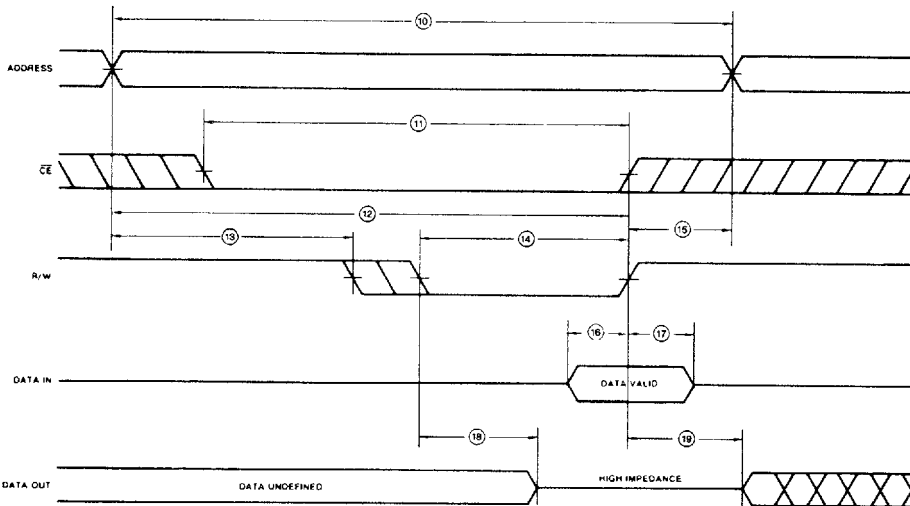 10
ADDRESS
11
CE
12
13
14
15
R/W
16
17
DATA IN
DATA VALID
18
19
DATA OUT
DATA UNDEFINED
HIGH IMPEDANCE